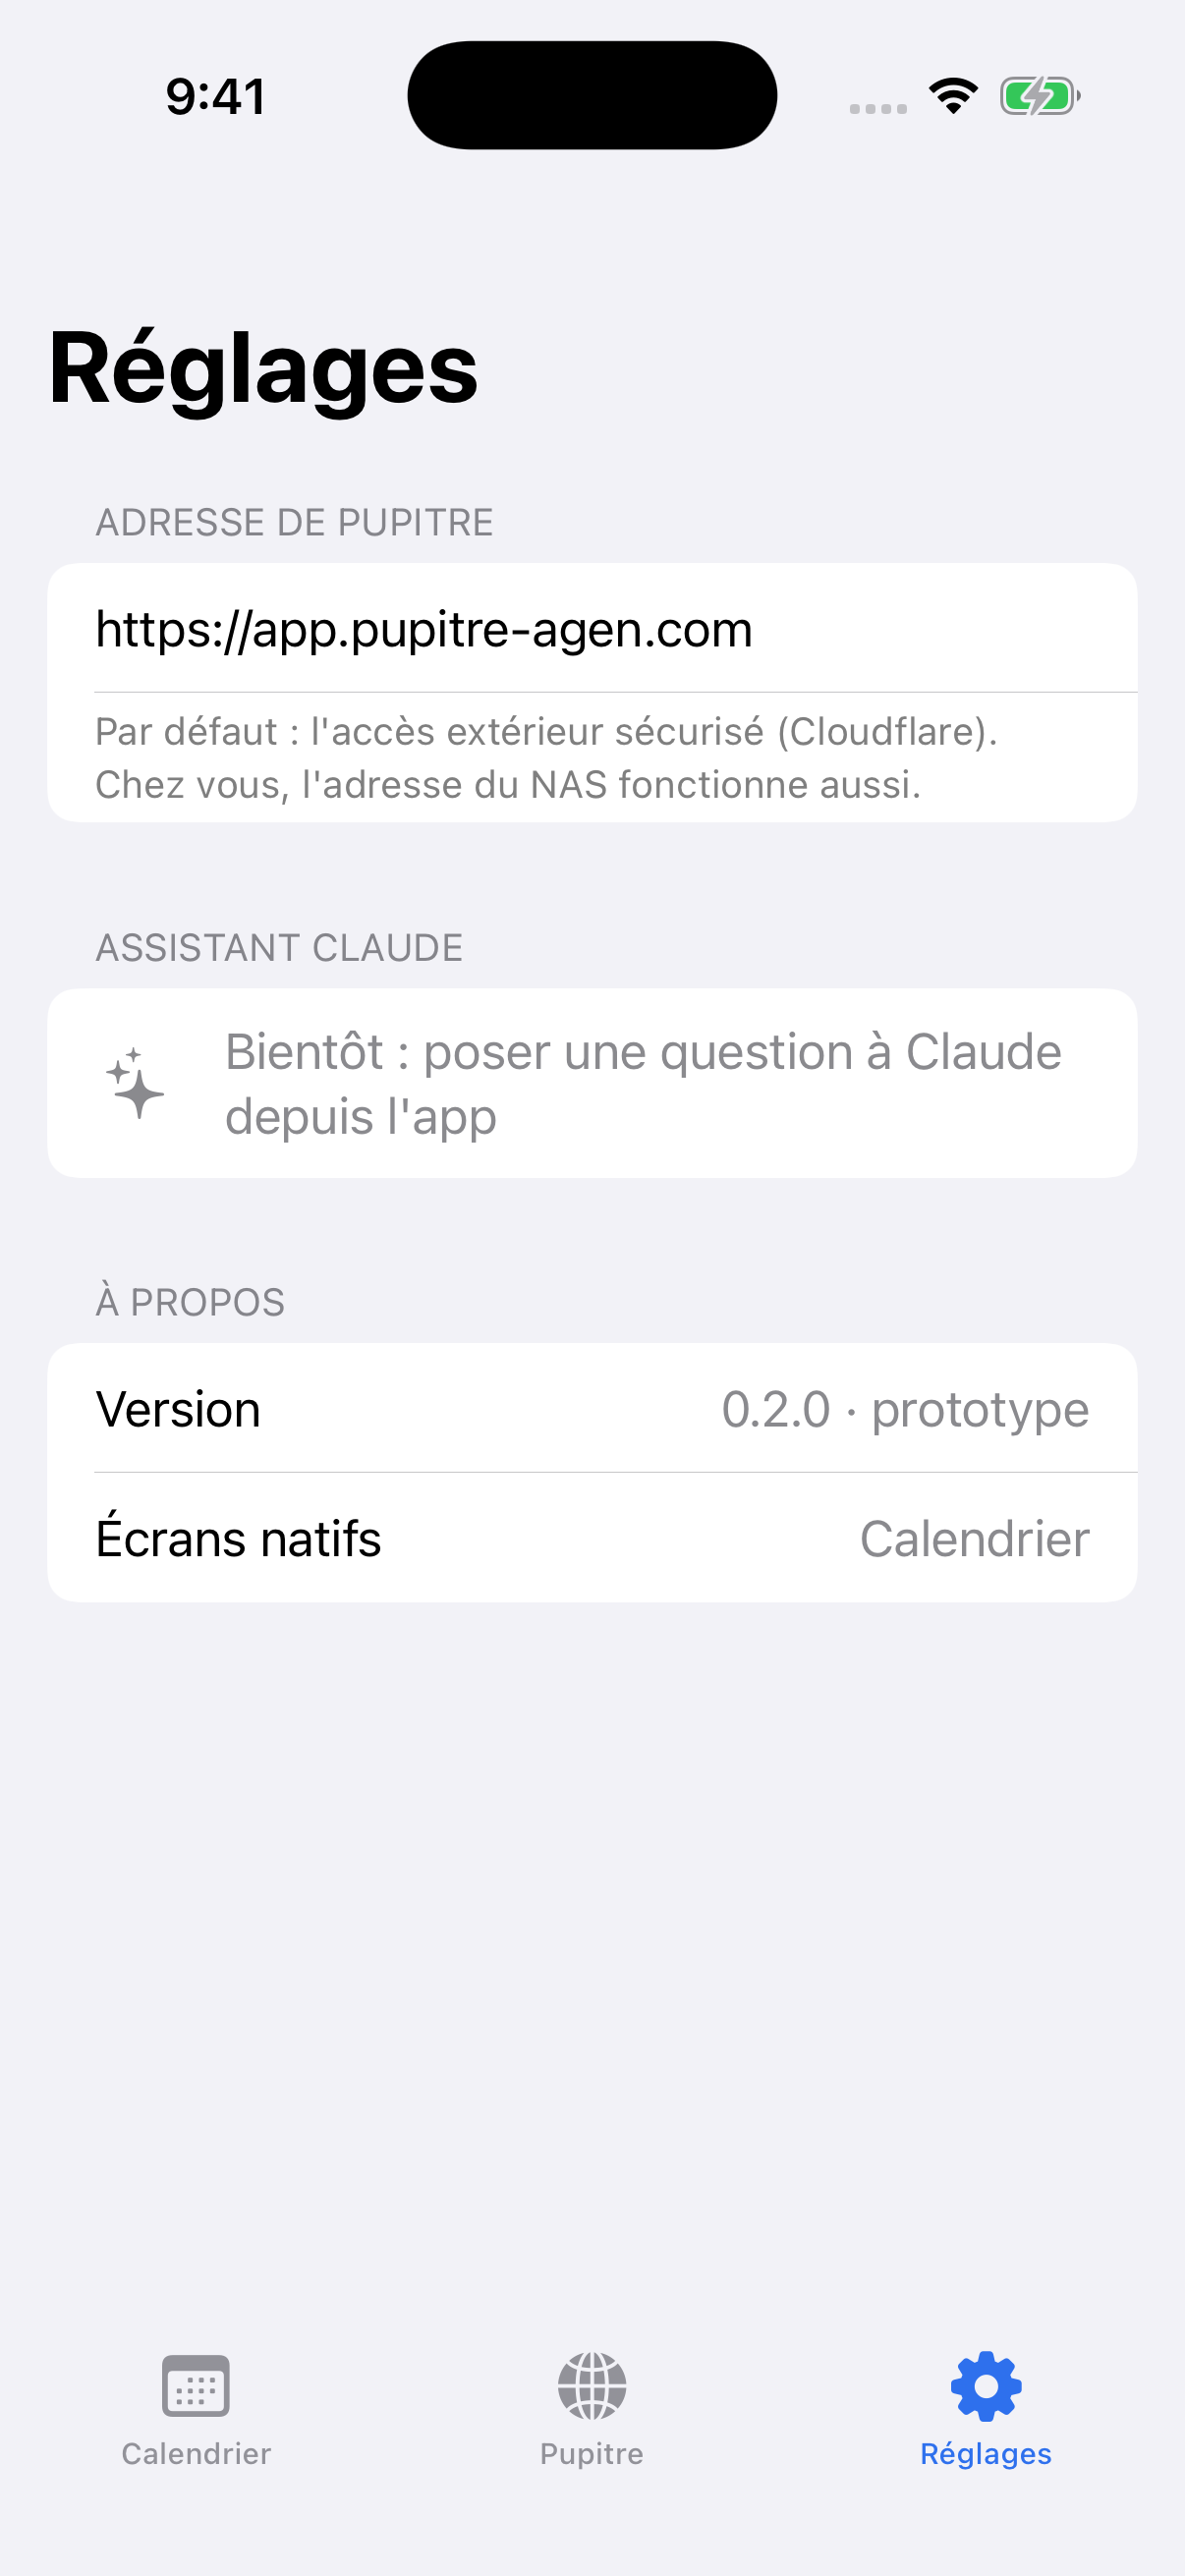 9:41
Réglages
ADRESSE DE PUPITRE
https://app.pupitre-agen.com
Par défaut : l'accès extérieur sécurisé (Cloudflare).
Chez vous, l'adresse du NAS fonctionne aussi.
ASSISTANT CLAUDE
Bientôt : poser une question à Claude
depuis l'app
À PROPOS
Version 0.2.0 · prototype
Écrans natifs Calendrier
Calendrier Pupitre Réglages